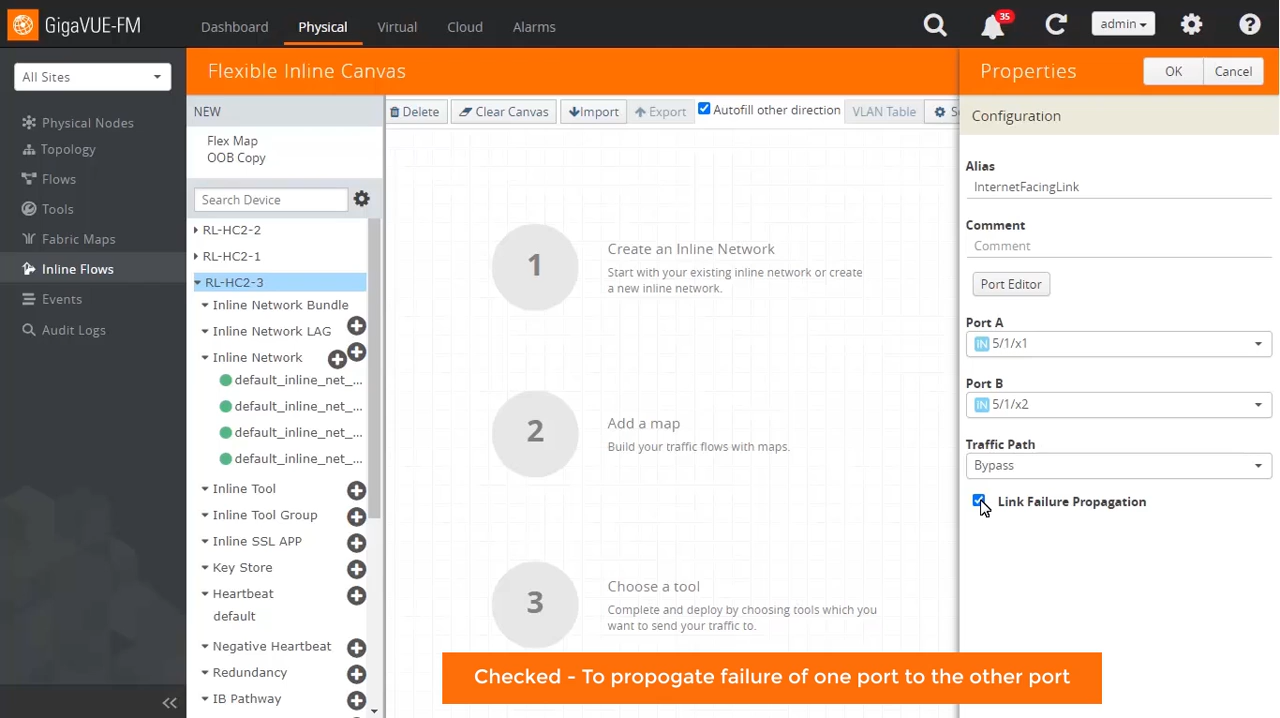 GigaVUE-FM
Dashboard
Physical
Virtual
Cloud
Alarms
35
admin
All Sites
Physical Nodes
Topology
Flows
Tools
Fabric Maps
Inline Flows
Events
Audit Logs
Flexible Inline Canvas
NEW
Flex Map
OOB Copy
Search Device
RL-HC2-2
RL-HC2-1
RL-HC2-3
Inline Network Bundle
Inline Network LAG
Inline Network
default_inline_net_...
default_inline_net_...
default_inline_net_...
default_inline_net_...
Inline Tool
Inline Tool Group
Inline SSL APP
Key Store
Heartbeat
default
Negative Heartbeat
Redundancy
IB Pathway
Delete
Clear Canvas
Import
Export
Autofill other direction
VLAN Table
1
Create an Inline Network
Start with your existing inline network or create
a new inline network.
2
Add a map
Build your traffic flows with maps.
3
Choose a tool
Complete and deploy by choosing tools which you
want to send your traffic to.
Properties
OK
Cancel
Configuration
Alias
InternetFacingLink
Comment
Comment
Port Editor
Port A
IN 5/1/x1
Port B
IN 5/1/x2
Traffic Path
Bypass
Link Failure Propagation
Checked - To propogate failure of one port to the other port